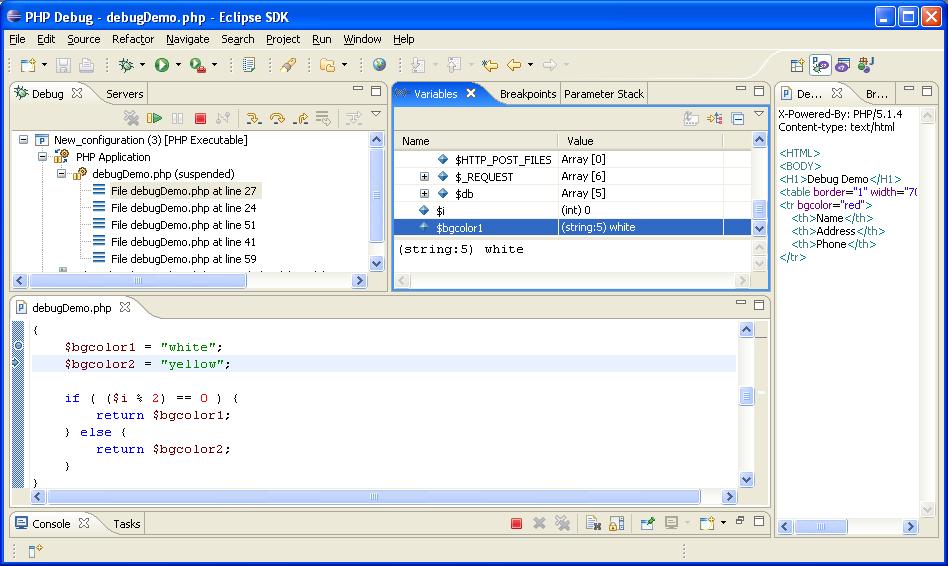 PHP Debug - debugDemo.php - Eclipse SDK
File Edit Source Refactor Navigate Search Project Run Window Help
Debug Servers
New_configuration (3) [PHP Executable]
PHP Application
debugDemo.php (suspended)
File debugDemo.php at line 27
File debugDemo.php at line 24
File debugDemo.php at line 51
File debugDemo.php at line 41
File debugDemo.php at line 59
Variables Breakpoints Parameter Stack
Name Value
$HTTP_POST_FILES Array [0]
$_REQUEST Array [6]
$db Array [5]
$i (int) 0
$bgcolor1 (string:5) white
(string:5) white
De... Br...
X-Powered-By: PHP/5.1.4
Content-type: text/html
<HTML>
<BODY>
<H1>Debug Demo</H1>
<table border="1" width="70
<tr bgcolor="red">
<th>Name</th>
<th>Address</th>
<th>Phone</th>
</tr>
debugDemo.php
{
$bgcolor1 = "white";
$bgcolor2 = "yellow";
if ( ($i % 2) == 0 ) {
return $bgcolor1;
} else {
return $bgcolor2;
}
}
Console Tasks